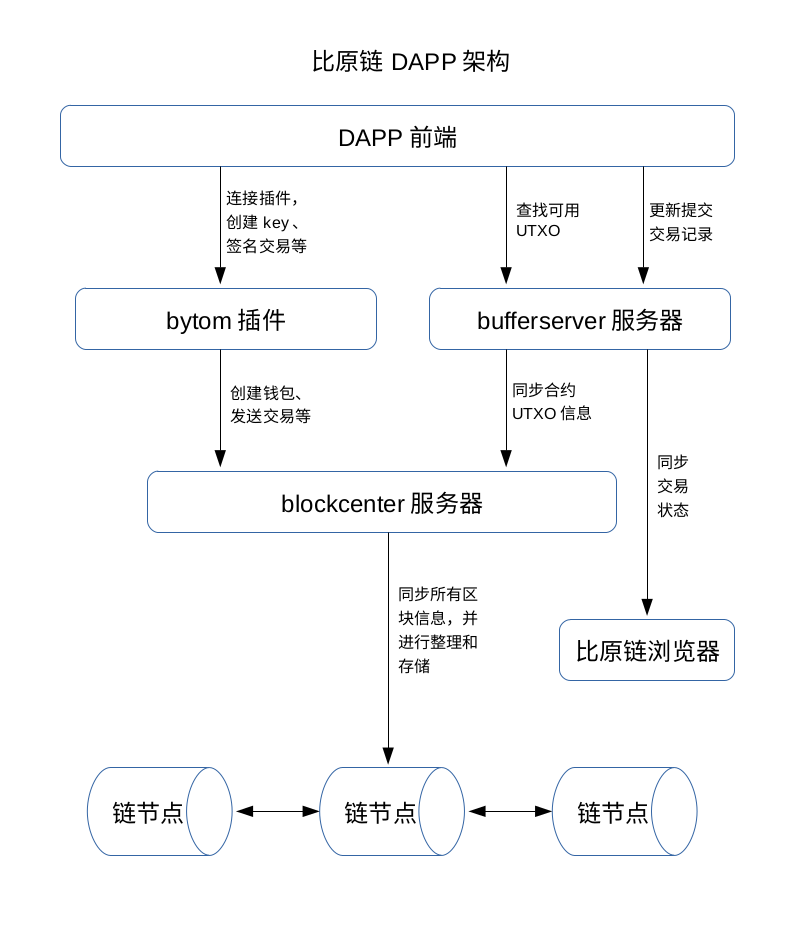 比原链 DAPP 架构
DAPP 前端
连接插件，
创建 key、
签名交易等
查找可用
UTXO
更新提交
交易记录
bytom 插件
bufferserver 服务器
创建钱包、
发送交易等
同步合约
UTXO 信息
同步
交易
状态
blockcenter 服务器
同步所有区
块信息，并
进行整理和
存储
比原链浏览器
链节点
链节点
链节点